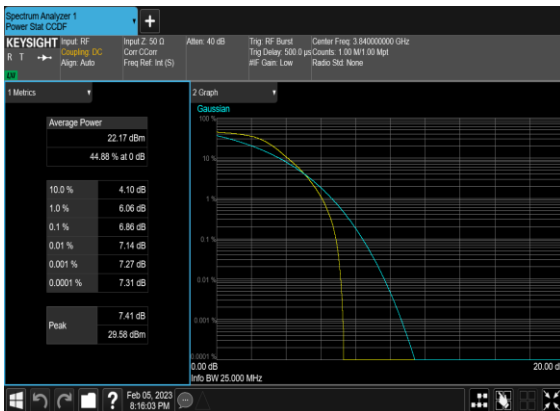 Spectrum Analyzer 1
Power Stat CCDF
KEYSIGHT
R T
LV
Input: RF
Coupling: DC
Align: Auto
Input Z: 50 Ω
Corr CCorr
Freq Ref: Int (S)
Atten: 40 dB
Trig: RF Burst
Trig Delay: 500.0 µs
#IF Gain: Low
Center Freq: 3.840000000 GHz
Counts: 1.00 M/1.00 Mpt
Radio Std: None
1 Metrics
Average Power
22.17 dBm
44.88 % at 0 dB
10.0 % 4.10 dB
1.0 % 6.06 dB
0.1 % 6.86 dB
0.01 % 7.14 dB
0.001 % 7.27 dB
0.0001 % 7.31 dB
Peak
7.41 dB
29.58 dBm
2 Graph
Gaussian
100 %
10 %
1 %
0.1 %
0.01 %
0.001 %
0.0001 %
0.00 dB
20.00 d
Info BW 25.000 MHz
Feb 05, 2023
8:16:03 PM